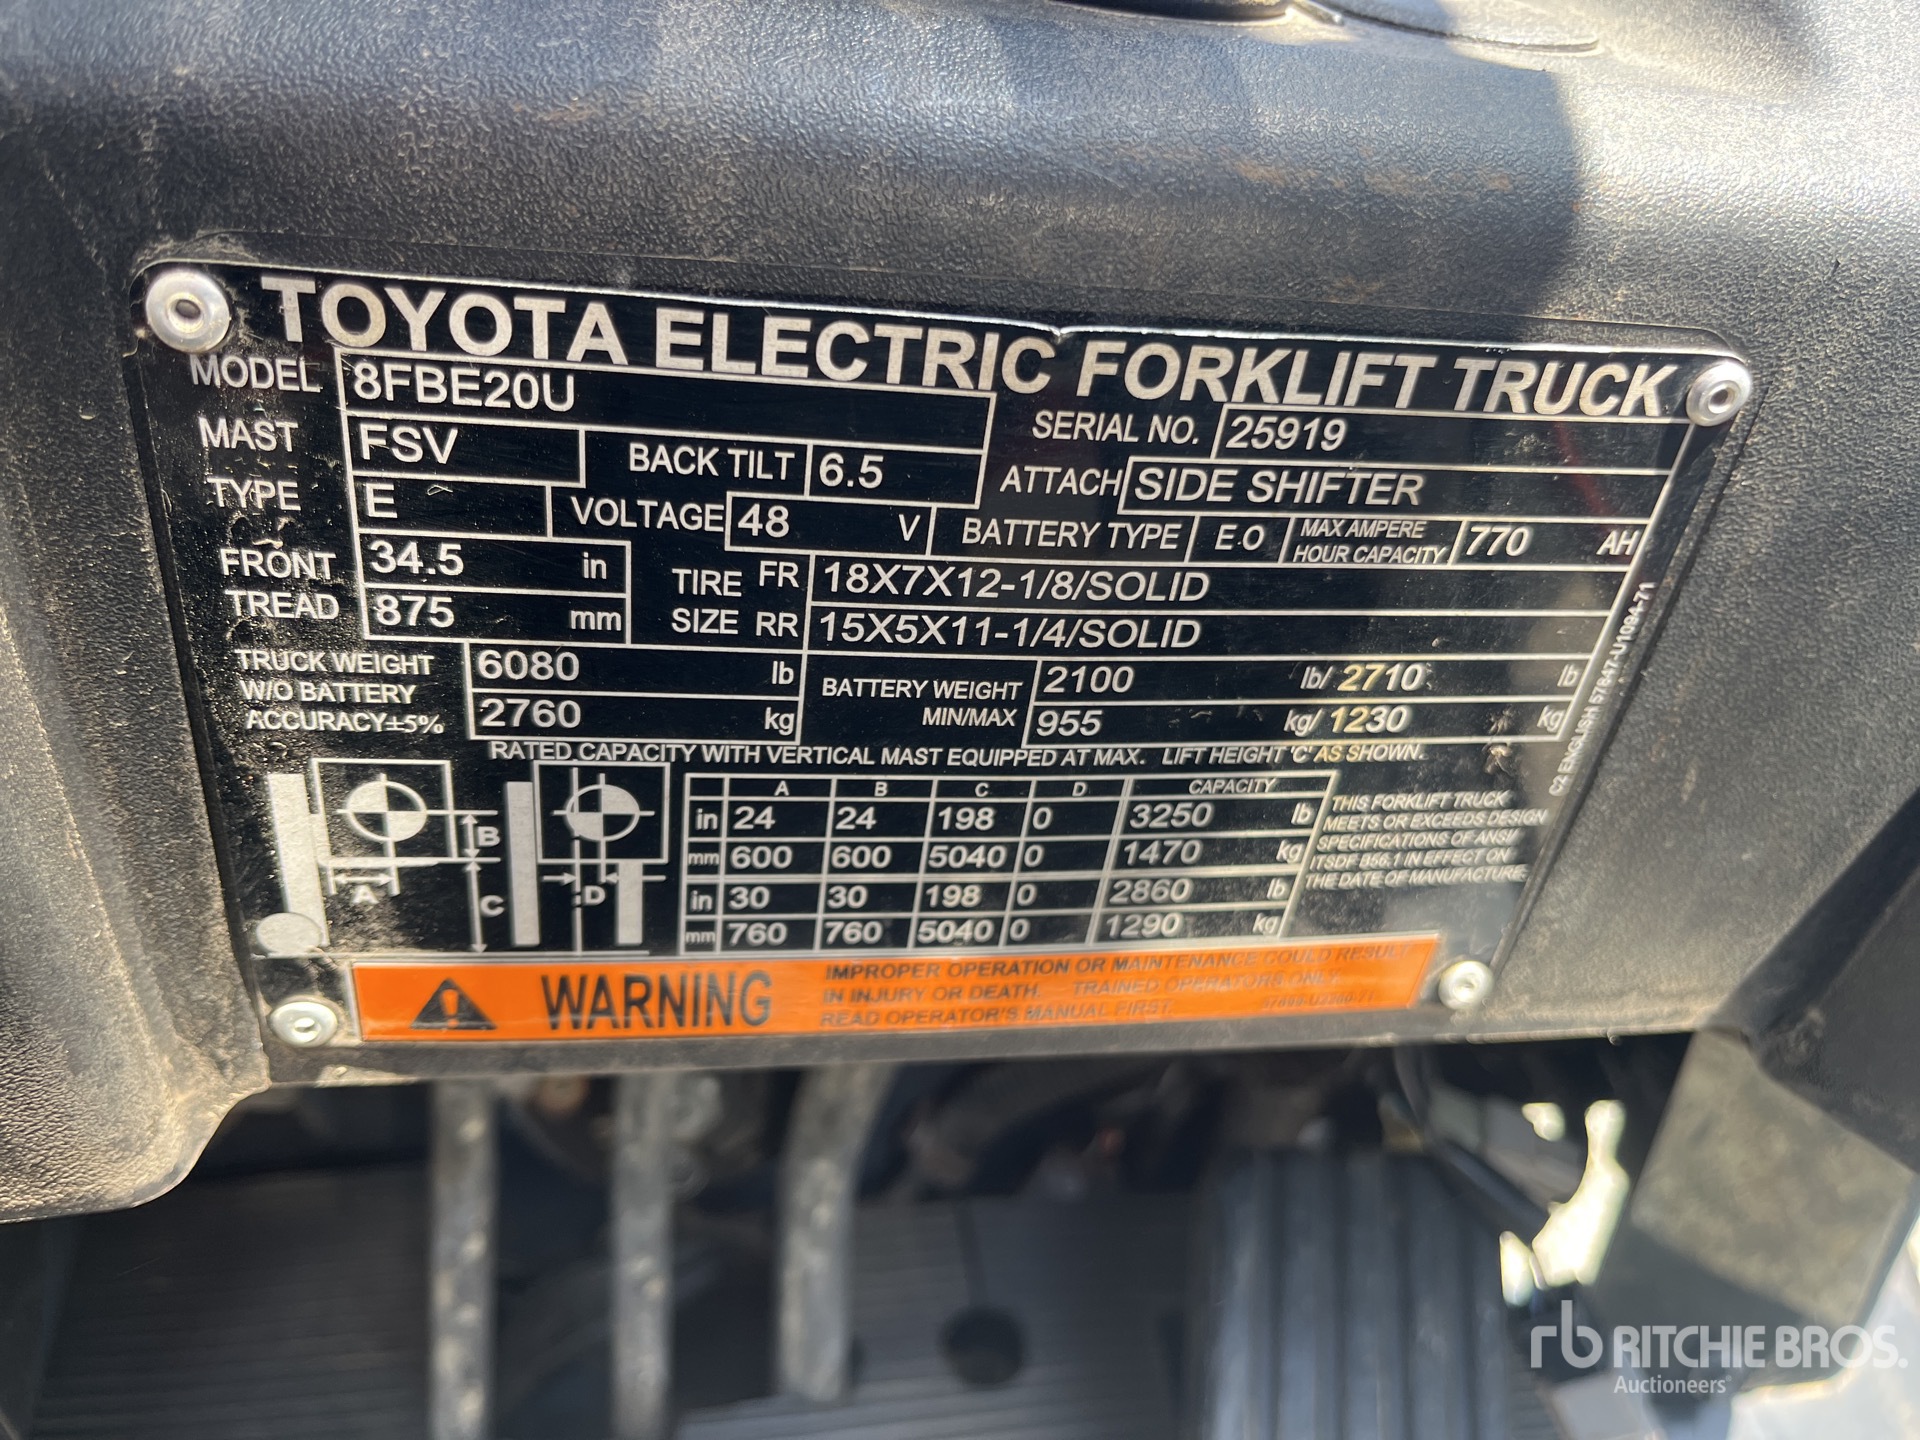 TOYOTA ELECTRIC FORKLIFT TRUCK
MODEL 8FBE20U SERIAL NO. 25919
MAST FSV BACK TILT 6.5 ATTACH SIDE SHIFTER
TYPE E VOLTAGE 48 V BATTERY TYPE E.O MAX AMPERE HOUR CAPACITY 770 AH
FRONT TREAD 34.5 in TIRE SIZE FR 18X7X12-1/8/SOLID
875 mm RR 15X5X11-1/4/SOLID
TRUCK WEIGHT 6080 lb BATTERY WEIGHT 2100 lb/ 2710 lb
W/O BATTERY
ACCURACY±5% 2760 kg MIN/MAX 955 kg/ 1230 kg
RATED CAPACITY WITH VERTICAL MAST EQUIPPED AT MAX. LIFT HEIGHT 'C' AS SHOWN.
A B C D CAPACITY
in 24 24 198 0 3250 lb
mm 600 600 5040 0 1470 kg
in 30 30 198 0 2860 lb
mm 760 760 5040 0 1290 kg
A B C D
THIS FORKLIFT TRUCK
MEETS OR EXCEEDS DESIGN
SPECIFICATIONS OF ANSI/
ITSDF B56.1 IN EFFECT ON
THE DATE OF MANUFACTURE.
C2 ENGLISH 57647-U1094-71
WARNING
IMPROPER OPERATION OR MAINTENANCE COULD RESULT
IN INJURY OR DEATH. TRAINED OPERATORS ONLY.
READ OPERATOR'S MANUAL FIRST.
rb RITCHIE BROS.
Auctioneers